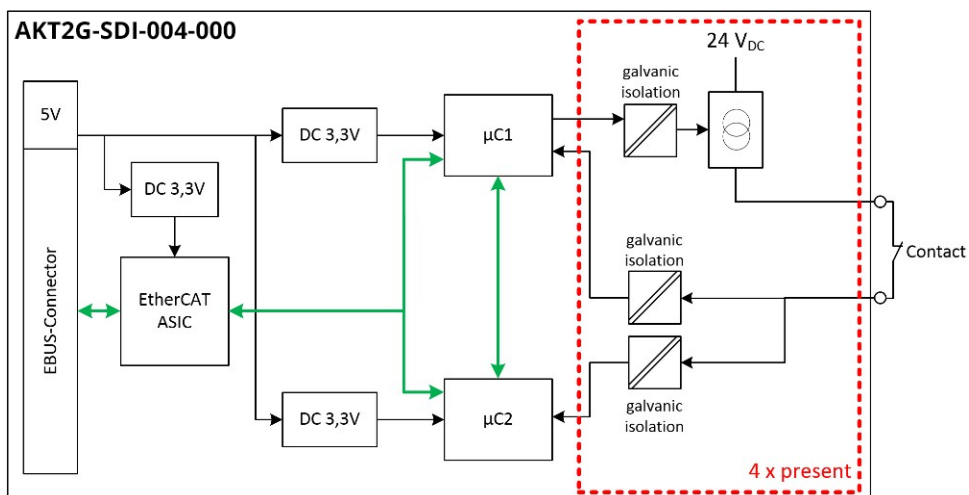 AKT2G-SDI-004-000
24 VDC
galvanic
isolation
5V
DC 3,3V
µC1
DC 3,3V
Contact
galvanic
isolation
EtherCAT
ASIC
EBUS-Connector
DC 3,3V
µC2
galvanic
isolation
4 x present